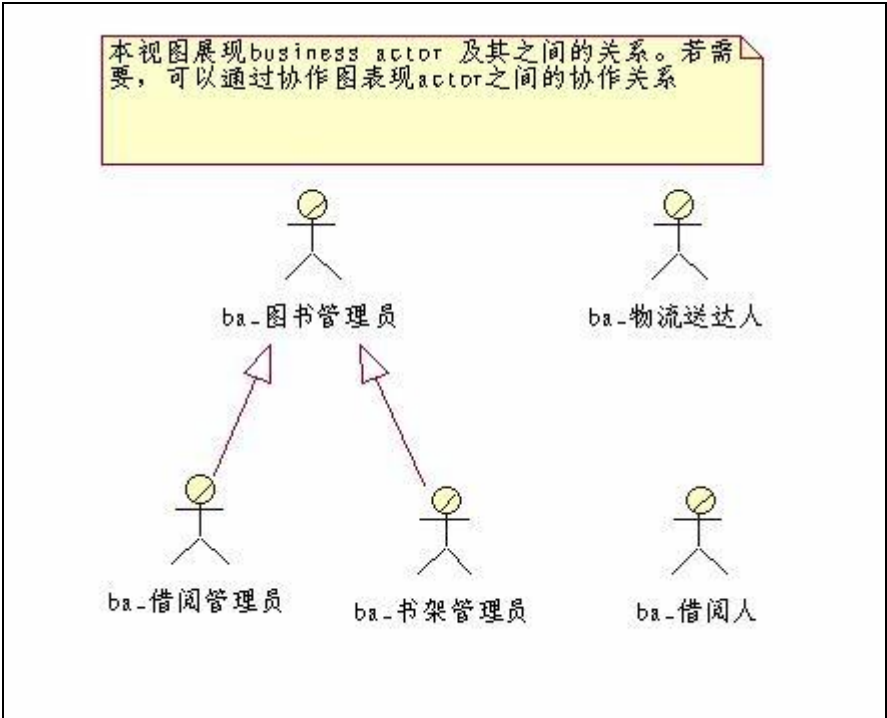 本视图展现business actor 及其之间的关系。若需
要，可以通过协作图表现actor之间的协作关系
ba_图书管理员
ba_物流送达人
ba_借阅管理员
ba_书架管理员
ba_借阅人